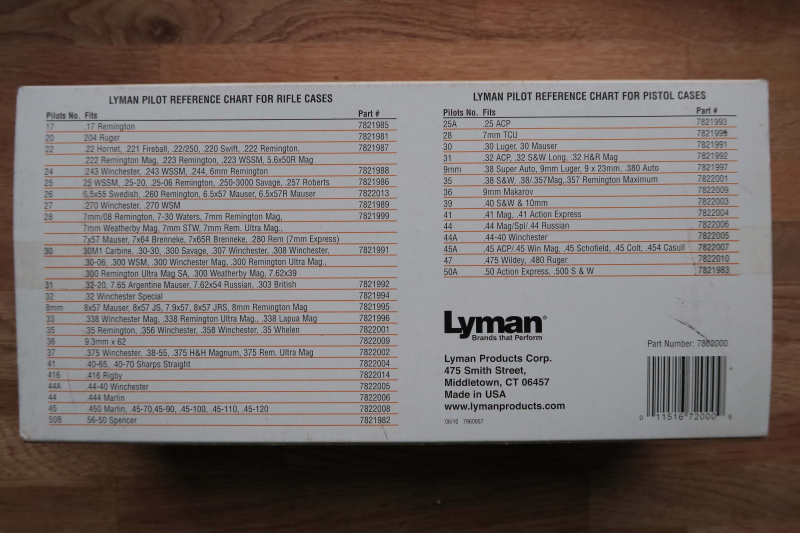 LYMAN PILOT REFERENCE CHART FOR RIFLE CASES
Pilots No. Fits Part #
17 .17 Remington 7821985
20 204 Ruger 7821981
22 .22 Hornet, .221 Fireball, .22/250, .220 Swift, .222 Remington, 7821987
.222 Remington Mag, .223 Remington, .223 WSSM, 5.6x50R Mag
24 .243 Winchester, .243 WSSM, .244, 6mm Remington 7821988
25 .25 WSSM, .25-20, .25-06 Remington, .250-3000 Savage, .257 Roberts 7821986
26 6.5x55 Swedish, .260 Remington, 6.5x57 Mauser, 6.5x57R Mauser 7822013
27 .270 Winchester, .270 WSM 7821989
28 7mm/08 Remington, 7-30 Waters, 7mm Remington Mag, 7821999
7mm Weatherby Mag, 7mm STW, 7mm Rem. Ultra Mag.,
7x57 Mauser, 7x64 Brenneke, 7x65R Brenneke, .280 Rem (7mm Express)
30 30M1 Carbine, .30-30, .300 Savage, .307 Winchester, .308 Winchester, 7821991
.30-06, .300 WSM, .300 Winchester Mag, .300 Remington Ultra Mag.,
.300 Remington Ultra Mag SA, .300 Weatherby Mag, 7.62x39
31 .32-20, 7.65 Argentine Mauser, 7.62x54 Russian, .303 British 7821992
32 .32 Winchester Special 7821994
8mm 8x57 Mauser, 8x57 JS, 7.9x57, 8x57 JRS, 8mm Remington Mag 7821995
33 .338 Winchester Mag, .338 Remington Ultra Mag., .338 Lapua Mag 7821996
35 .35 Remington, .356 Winchester, .358 Winchester, .35 Whelen 7822001
36 9.3mm x 62 7822009
37 .375 Winchester, .38-55, .375 H&H Magnum, .375 Rem. Ultra Mag 7822002
41 .40-65, .40-70 Sharps Straight 7822004
416 .416 Rigby 7822014
44A .44-40 Winchester 7822005
44 .444 Marlin 7822006
45 .450 Marlin, .45-70,45-90, .45-100, .45-110, .45-120 7822008
50B 56-50 Spencer 7821982
LYMAN PILOT REFERENCE CHART FOR PISTOL CASES
Pilots No. Fits Part #
25A .25 ACP 7821993
28 7mm TCU 7821999
30 .30 Luger, 30 Mauser 7821991
31 .32 ACP, .32 S&W Long, .32 H&R Mag 7821992
9mm .38 Super Auto, 9mm Luger, 9 x 23mm, .380 Auto 7821997
35 .38 S&W, .38/.357Mag,.357 Remington Maximum 7822001
36 9mm Makarov 7822009
39 .40 S&W & 10mm 7822003
41 .41 Mag, .41 Action Express 7822004
44 .44 Mag/Spl/.44 Russian 7822006
44A .44-40 Winchester 7822005
45A .45 ACP/.45 Win Mag, .45 Schofield, .45 Colt, .454 Casull 7822007
47 .475 Wildey, .480 Ruger 7822010
50A .50 Action Express, .500 S & W 7821983
Lyman®
Brands that Perform
Lyman Products Corp.
475 Smith Street,
Middletown, CT 06457
Made in USA
www.lymanproducts.com
06/10 7960657
Part Number: 7862000
0 11516 72000 9